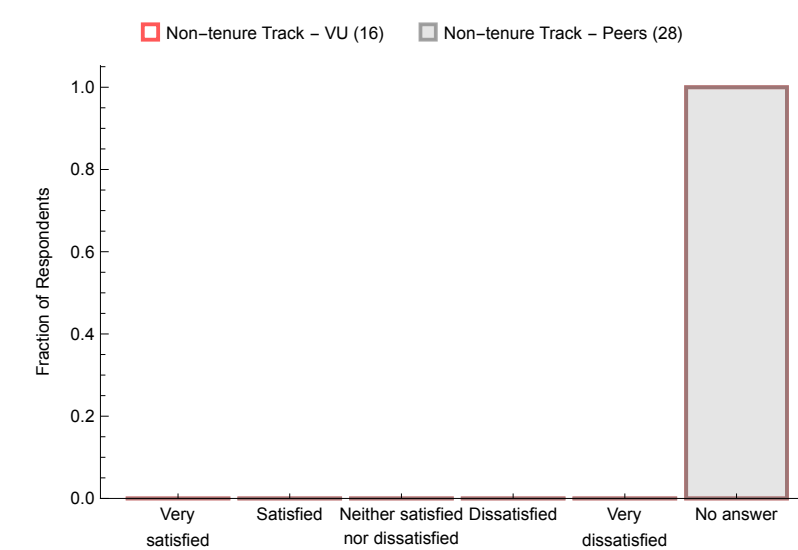 Non−tenure Track − VU (16) Non−tenure Track − Peers (28)
Fraction of Respondents
1.0
0.8
0.6
0.4
0.2
0.0
Very satisfied
Satisfied
Neither satisfied nor dissatisfied
Dissatisfied
Very dissatisfied
No answer